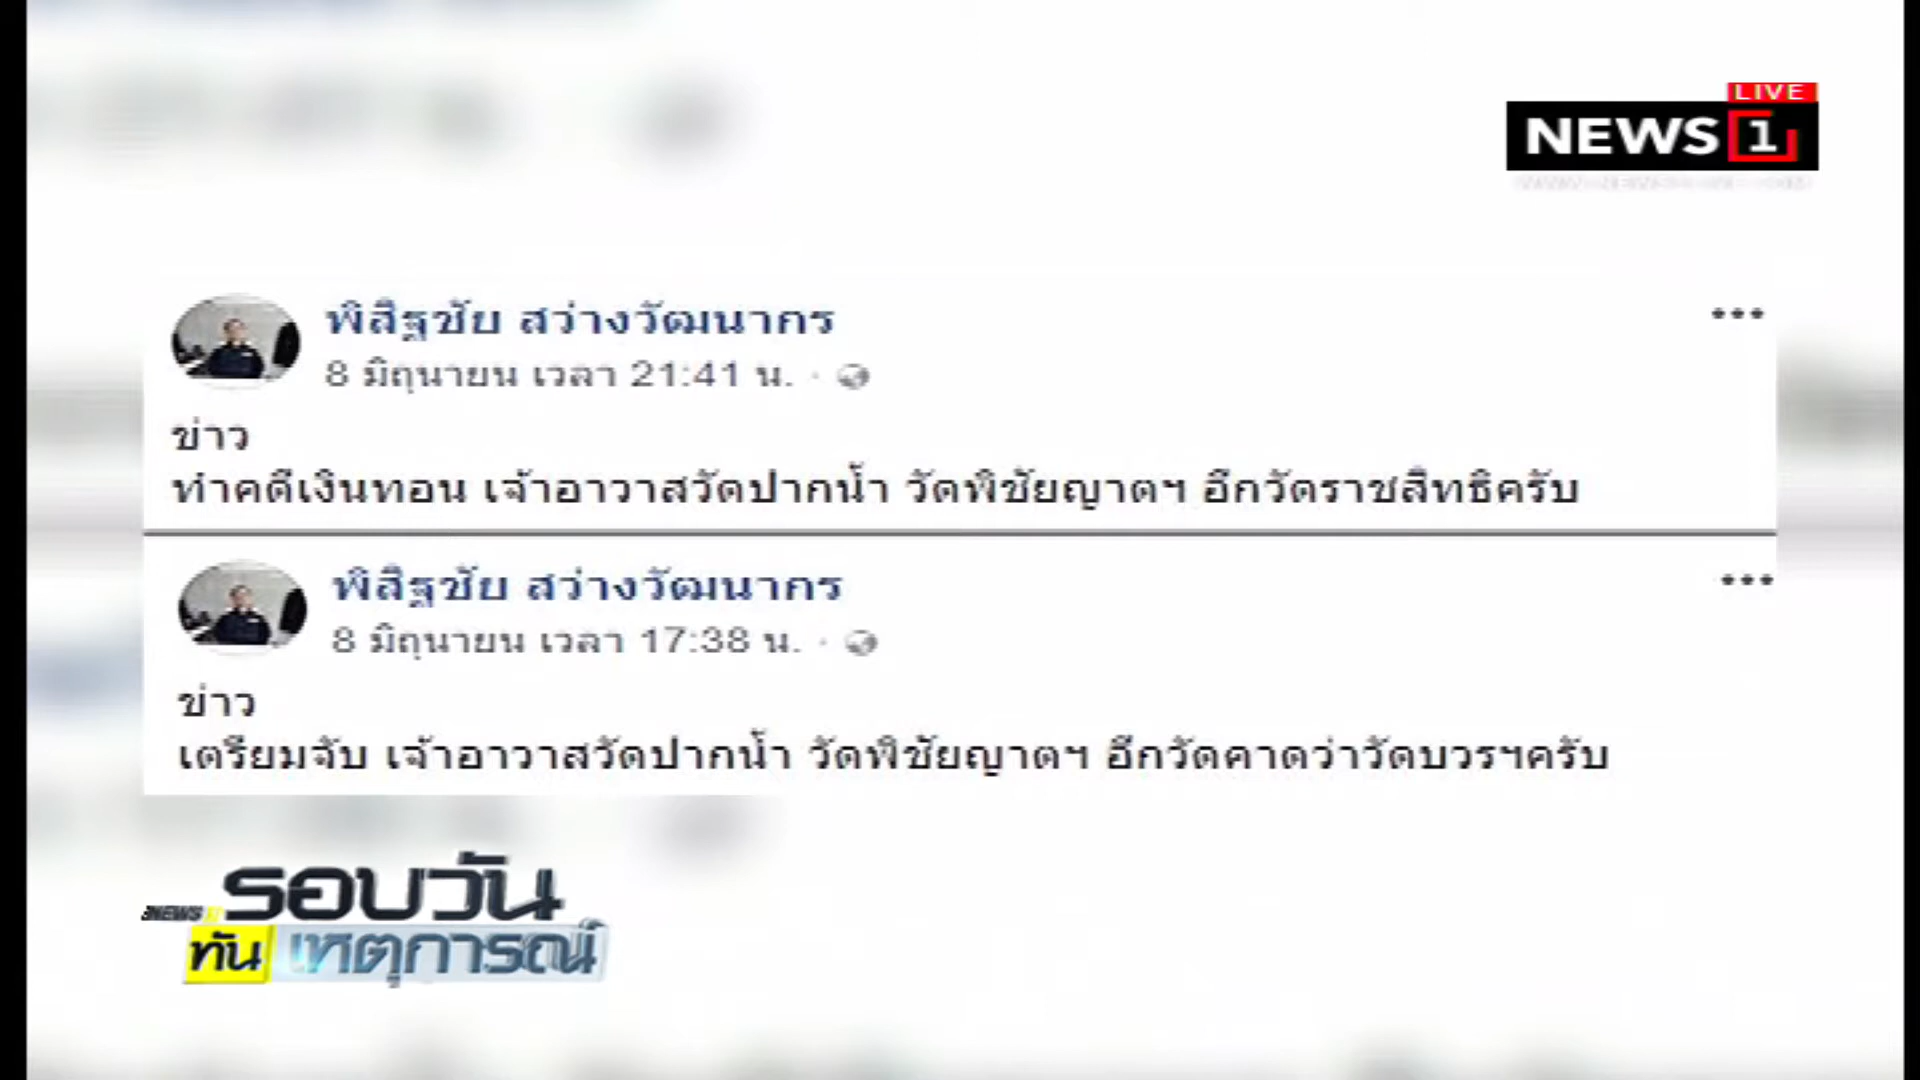 LIVE
NEWS 1
พิสิฐชัย สว่างวัฒนากร
8 มิถุนายน เวลา 21:41 น.
ข่าว
ทำคดีเงินทอน เจ้าอาวาสวัดปากน้ำ วัดพิชัยญาตฯ อีกวัดราชสิทธิครับ
พิสิฐชัย สว่างวัฒนากร
8 มิถุนายน เวลา 17:38 น.
ข่าว
เตรียมจับ เจ้าอาวาสวัดปากน้ำ วัดพิชัยญาตฯ อีกวัดคาดว่าวัดบวรฯครับ
NEWS รอบวัน
ทันเหตุการณ์